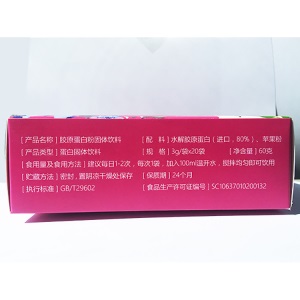 [ 产品名称 ] 胶原蛋白粉固体饮料
[ 配 料 ] 水解胶原蛋白（进口，80%）、苹果粉
[ 产品类型 ] 蛋白固体饮料
[ 规 格 ] 3g/袋x20袋
[ 净含量 ] 60克
[ 食用量及食用方法 ] 建议每日1-2次，每次1袋，加入100ml温开水，搅拌均匀即可饮用
[ 贮藏方法 ] 密封，置阴凉干燥处保存
[ 保质期 ] 24个月
[ 执行标准 ] GB/T29602
[ 食品生产许可证编号 ] SC10637010200132